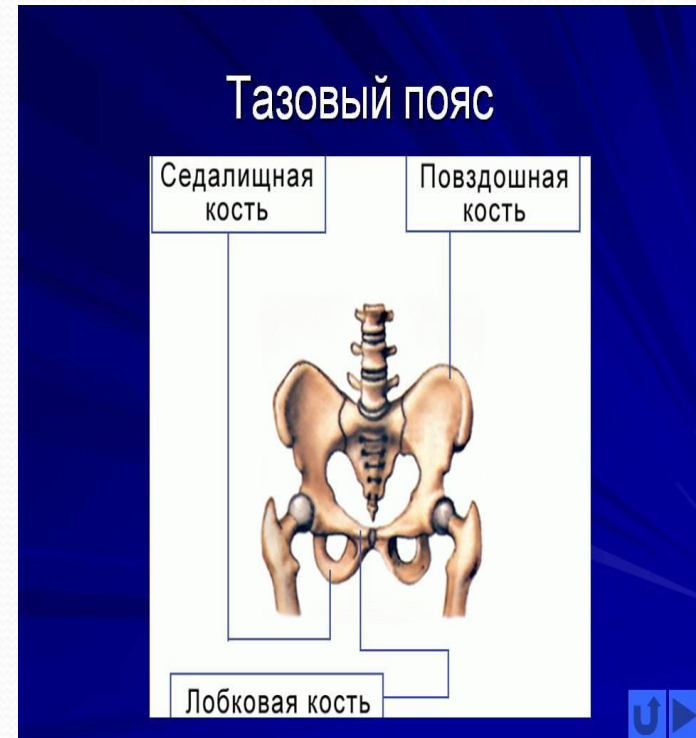 Тазовый пояс
Седалищная
кость
Повздошная
кость
Лобковая кость